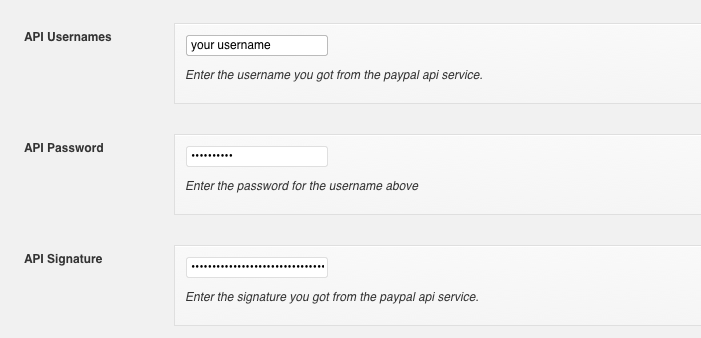 API Usernames
your username
Enter the username you got from the paypal api service.
API Password
••••••••••
Enter the password for the username above
API Signature
••••••••••••••••••••••••••••••••
Enter the signature you got from the paypal api service.